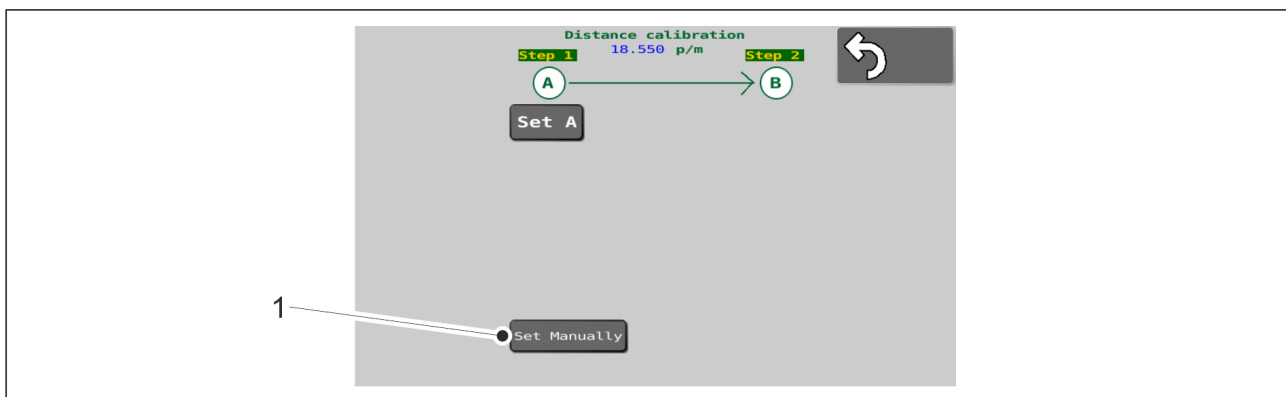 Distance calibration
18.550 p/m
Step 1
Step 2
A
B
Set A
1
Set Manually